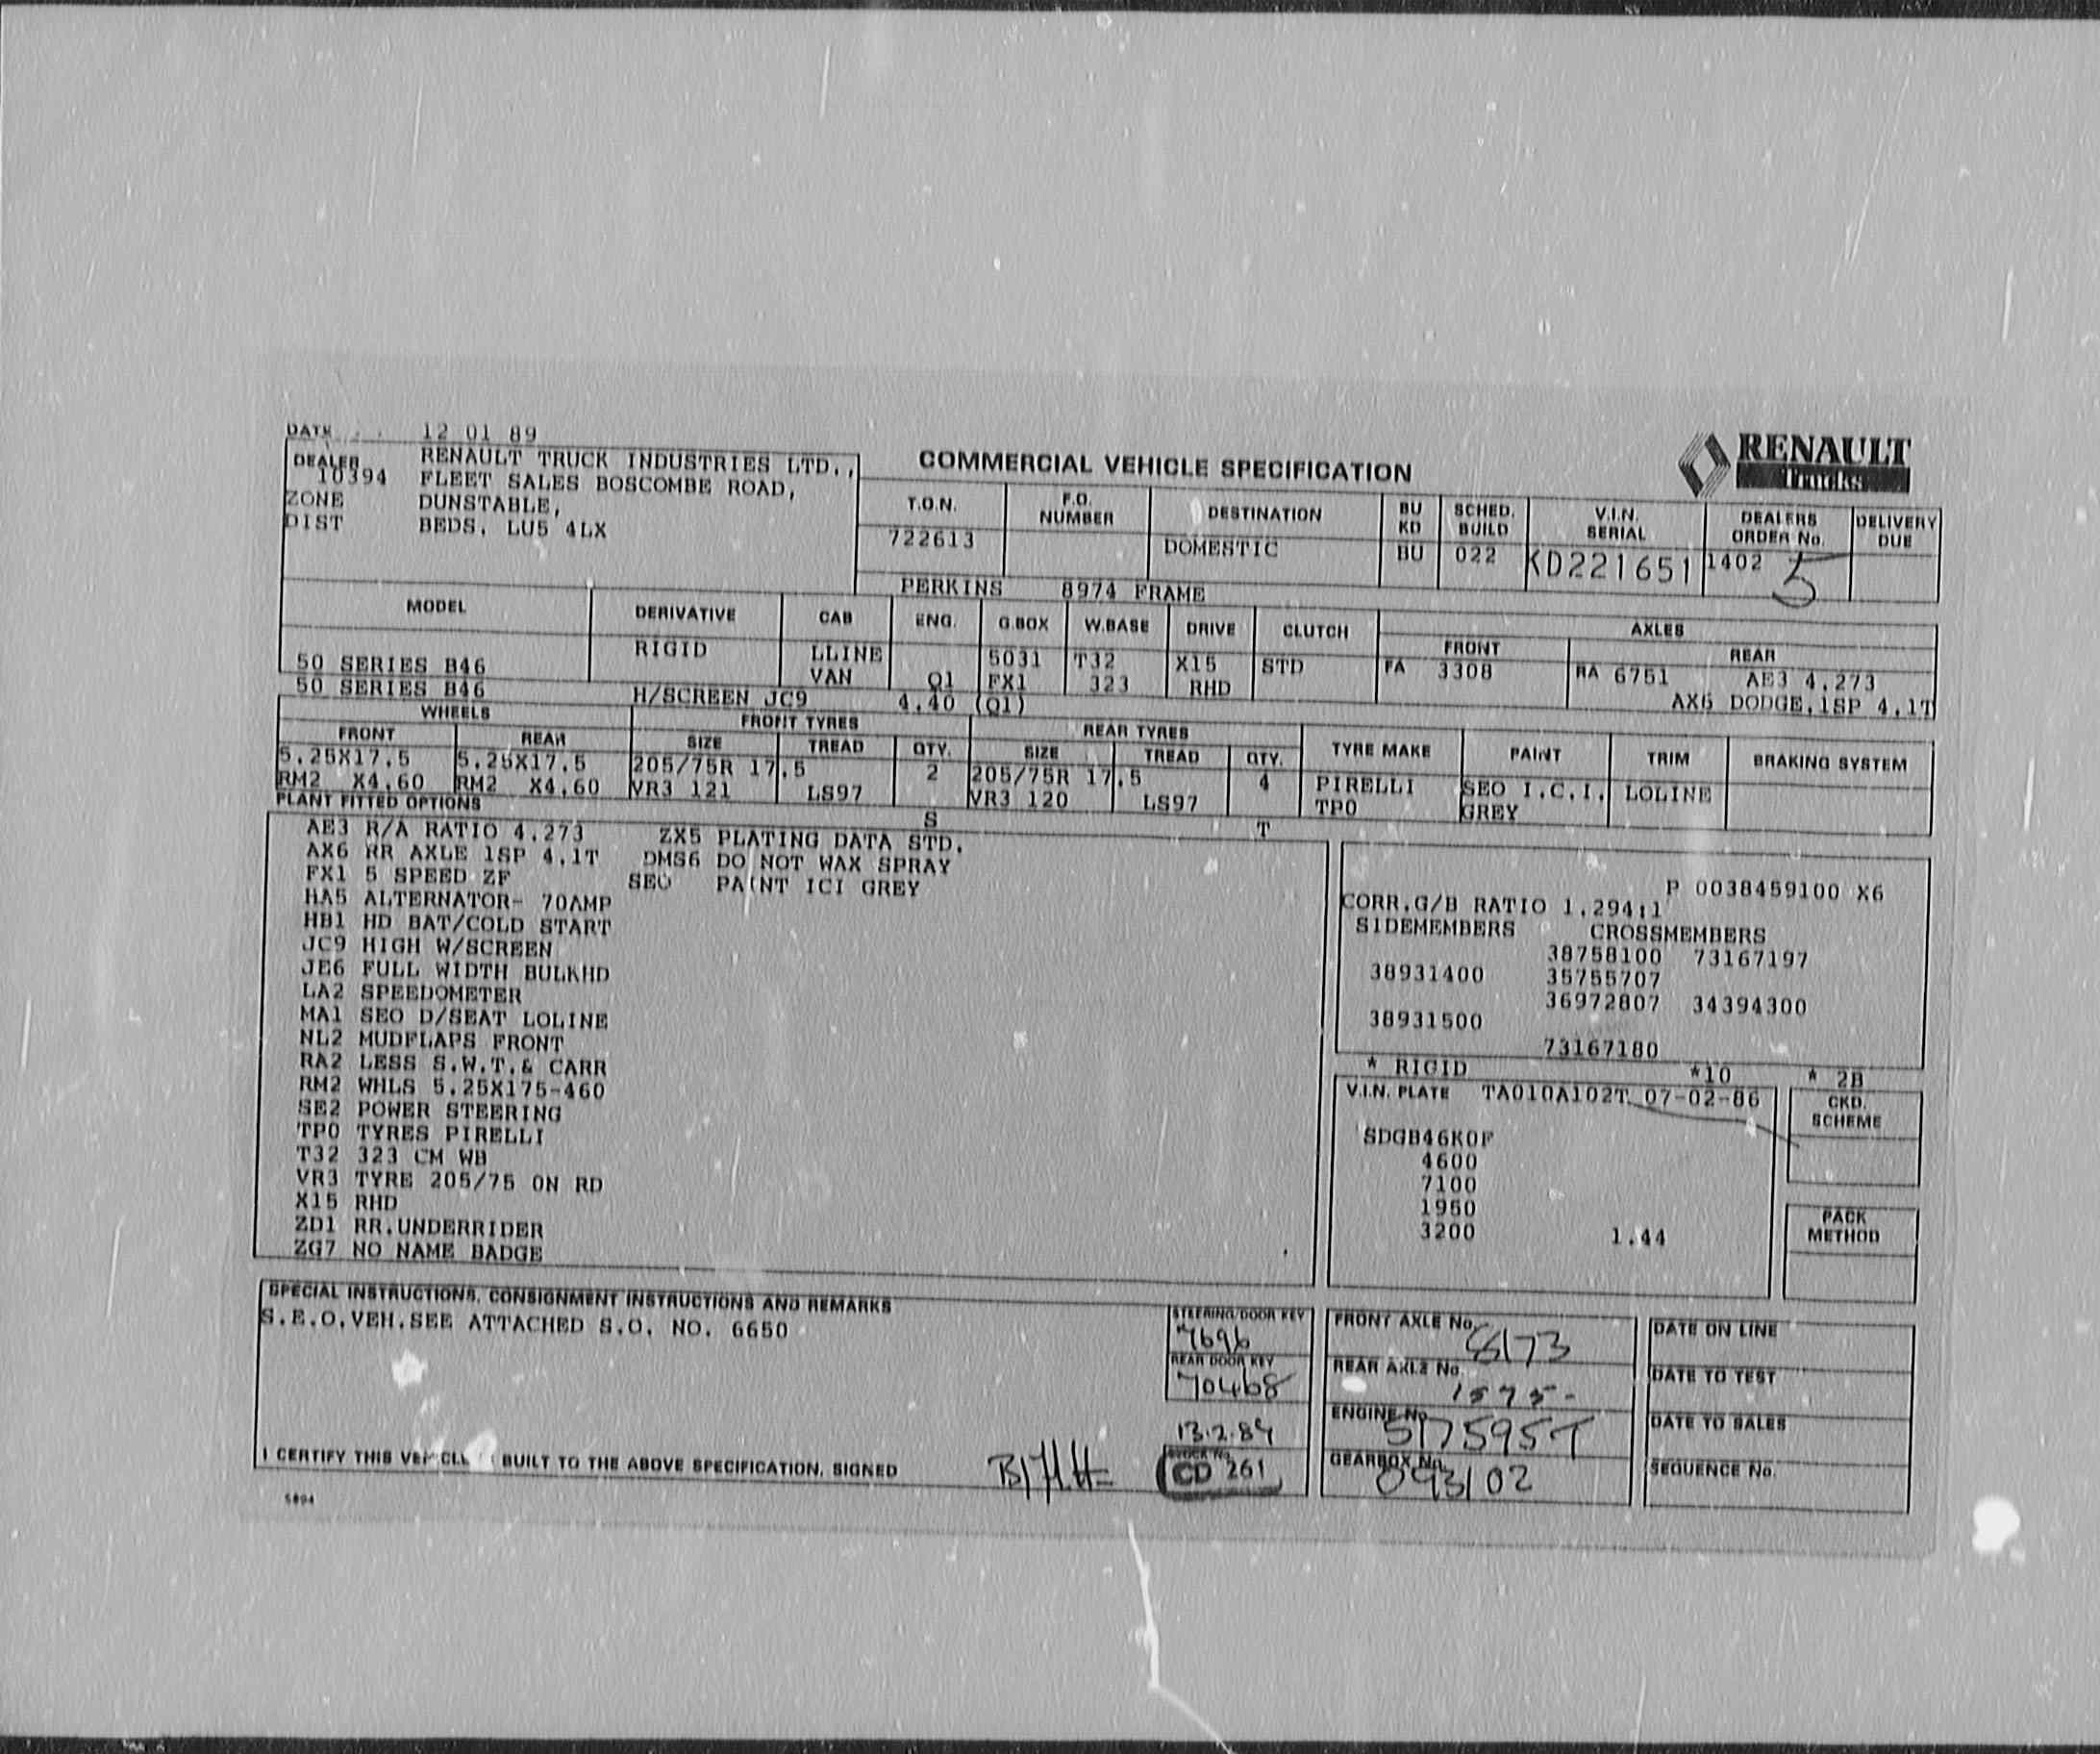 DATE 12 01 89
DEALER RENAULT TRUCK INDUSTRIES LTD.,
10394 FLEET SALES BOSCOMBE ROAD,
ZONE DUNSTABLE,
DIST BEDS. LU5 4LX
COMMERCIAL VEHICLE SPECIFICATION
RENAULT
Trucks
T.O.N. F.O. NUMBER DESTINATION BU KD SCHED. BUILD V.I.N. SERIAL DEALERS ORDER No. DELIVERY DUE
722613 DOMESTIC BU 022 KD221651 1402 5
PERKINS 8974 FRAME
MODEL DERIVATIVE CAB ENG. G.BOX W.BASE DRIVE CLUTCH AXLES
FRONT REAR
RIGID LLINE 5031 T32 X15 STD FA 3308 RA 6751 AE3 4.273
50 SERIES B46 VAN Q1 FX1 323 RHD
50 SERIES B46 H/SCREEN JC9 4.40 (Q1) AX6 DODGE.1SP 4.1T
WHEELS FRONT TYRES REAR TYRES
FRONT REAR SIZE TREAD QTY. SIZE TREAD QTY. TYRE MAKE PAINT TRIM BRAKING SYSTEM
5.25X17.5 5.25X17.5 205/75R 17.5 2 205/75R 17.5 4 PIRELLI SEO I.C.I. LOLINE
RM2 X4.60 RM2 X4.60 VR3 121 LS97 VR3 120 LS97 TP0 GREY
PLANT FITTED OPTIONS S T
AE3 R/A RATIO 4.273 ZX5 PLATING DATA STD.
AX6 RR AXLE 1SP 4.1T DMS6 DO NOT WAX SPRAY
FX1 5 SPEED ZF SEO PAINT ICI GREY
HA5 ALTERNATOR- 70AMP
HB1 HD BAT/COLD START
JC9 HIGH W/SCREEN
JE6 FULL WIDTH BULKHD
LA2 SPEEDOMETER
MA1 SEO D/SEAT LOLINE
NL2 MUDFLAPS FRONT
RA2 LESS S.W.T.& CARR
RM2 WHLS 5.25X175-460
SE2 POWER STEERING
TP0 TYRES PIRELLI
T32 323 CM WB
VR3 TYRE 205/75 ON RD
X15 RHD
ZD1 RR.UNDERRIDER
ZG7 NO NAME BADGE
P 0038459100 X6
CORR.G/B RATIO 1.294:1
SIDEMEMBERS CROSSMEMBERS
38758100 73167197
38931400 35755707
36972807 34394300
38931500
73167180
* RIGID *10 * 2B
V.I.N. PLATE TA010A102T 07-02-86
CKD. SCHEME
SDGB46K0F
4600
7100
1950
3200 1.44
PACK METHOD
SPECIAL INSTRUCTIONS, CONSIGNMENT INSTRUCTIONS AND REMARKS
S.E.O.VEH.SEE ATTACHED S.O. NO. 6650
STEERING/DOOR KEY
7696
REAR DOOR KEY
70468
13.2.89
STOCK No.
CD 261
FRONT AXLE No. 8173
REAR AXLE No. 1575-
ENGINE No. 517595T
GEARBOX No. 093102
DATE ON LINE
DATE TO TEST
DATE TO SALES
SEQUENCE No.
I CERTIFY THIS VEHICLE BUILT TO THE ABOVE SPECIFICATION. SIGNED
5894